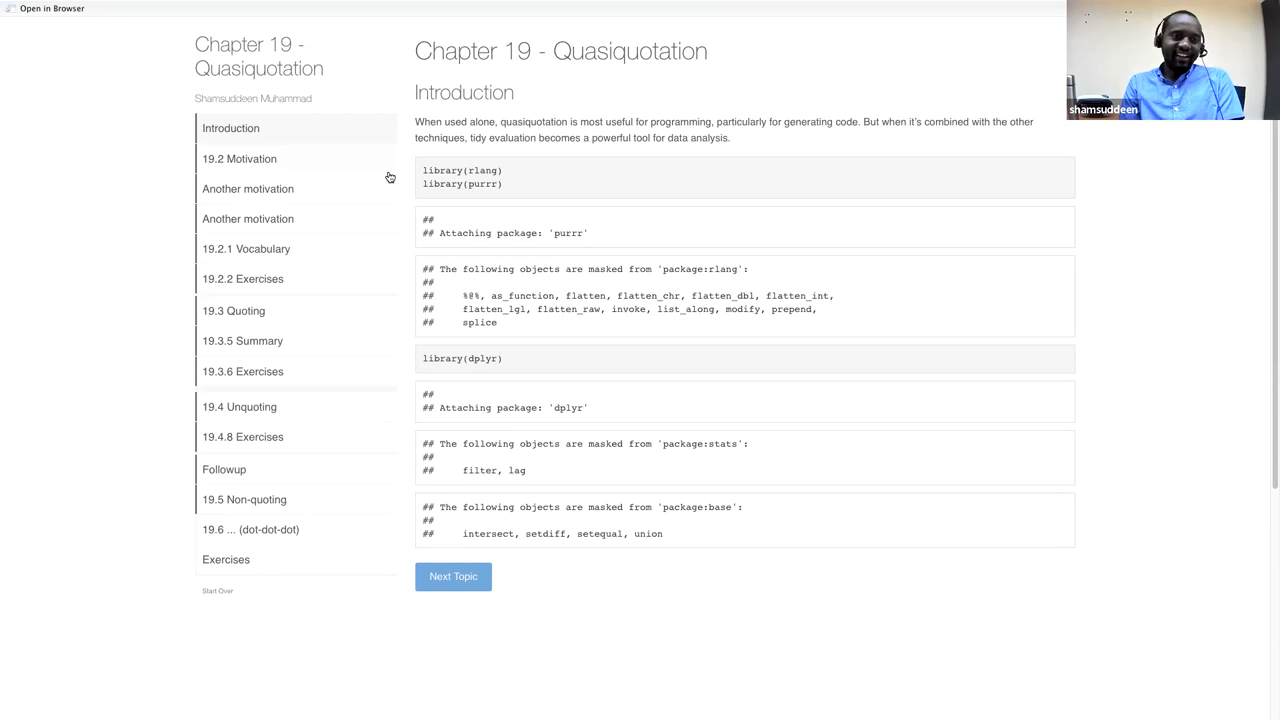 Open in Browser
Chapter 19 -
Quasiquotation
Shamsuddeen Muhammad
Introduction
19.2 Motivation
Another motivation
Another motivation
19.2.1 Vocabulary
19.2.2 Exercises
19.3 Quoting
19.3.5 Summary
19.3.6 Exercises
19.4 Unquoting
19.4.8 Exercises
Followup
19.5 Non-quoting
19.6 ... (dot-dot-dot)
Exercises
Start Over
Chapter 19 - Quasiquotation
Introduction
When used alone, quasiquotation is most useful for programming, particularly for generating code. But when it's combined with the other
techniques, tidy evaluation becomes a powerful tool for data analysis.
library(rlang)
library(purrr)
##
## Attaching package: 'purrr'
## The following objects are masked from 'package:rlang':
##
##     %@%, as_function, flatten, flatten_chr, flatten_dbl, flatten_int,
##     flatten_lgl, flatten_raw, invoke, list_along, modify, prepend,
##     splice
library(dplyr)
##
## Attaching package: 'dplyr'
## The following objects are masked from 'package:stats':
##
##     filter, lag
## The following objects are masked from 'package:base':
##
##     intersect, setdiff, setequal, union
Next Topic
shamsuddeen